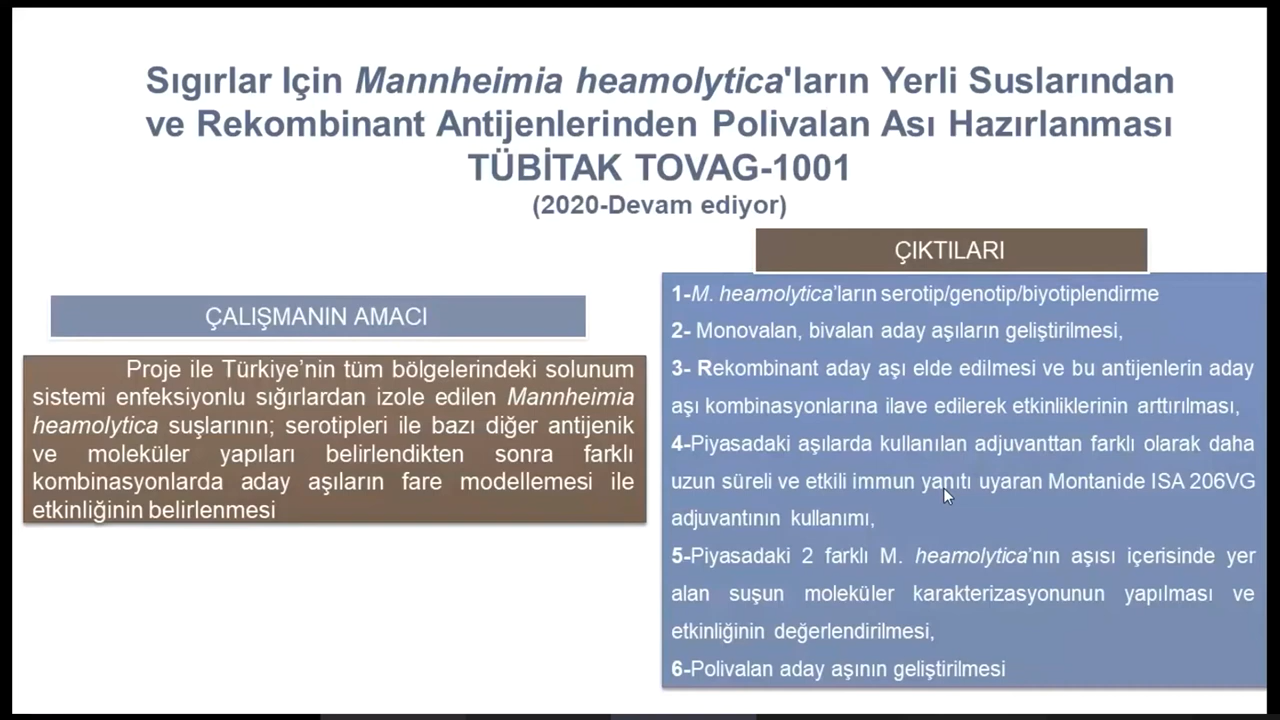 Sıgırlar Için Mannheimia heamolytica'ların Yerli Suslarından
ve Rekombinant Antijenlerinden Polivalan Ası Hazırlanması
TÜBİTAK TOVAG-1001
(2020-Devam ediyor)
ÇALIŞMANIN AMACI
Proje ile Türkiye’nin tüm bölgelerindeki solunum
sistemi enfeksiyonlu sığırlardan izole edilen Mannheimia
heamolytica suşlarının; serotipleri ile bazı diğer antijenik
ve moleküler yapıları belirlendikten sonra farklı
kombinasyonlarda aday aşıların fare modellemesi ile
etkinliğinin belirlenmesi
ÇIKTILARI
1-M. heamolytica’ların serotip/genotip/biyotiplendirme
2- Monovalan, bivalan aday aşıların geliştirilmesi,
3- Rekombinant aday aşı elde edilmesi ve bu antijenlerin aday
aşı kombinasyonlarına ilave edilerek etkinliklerinin arttırılması,
4-Piyasadaki aşılarda kullanılan adjuvanttan farklı olarak daha
uzun süreli ve etkili immun yanıtı uyaran Montanide ISA 206VG
adjuvantının kullanımı,
5-Piyasadaki 2 farklı M. heamolytica’nın aşısı içerisinde yer
alan suşun moleküler karakterizasyonunun yapılması ve
etkinliğinin değerlendirilmesi,
6-Polivalan aday aşının geliştirilmesi